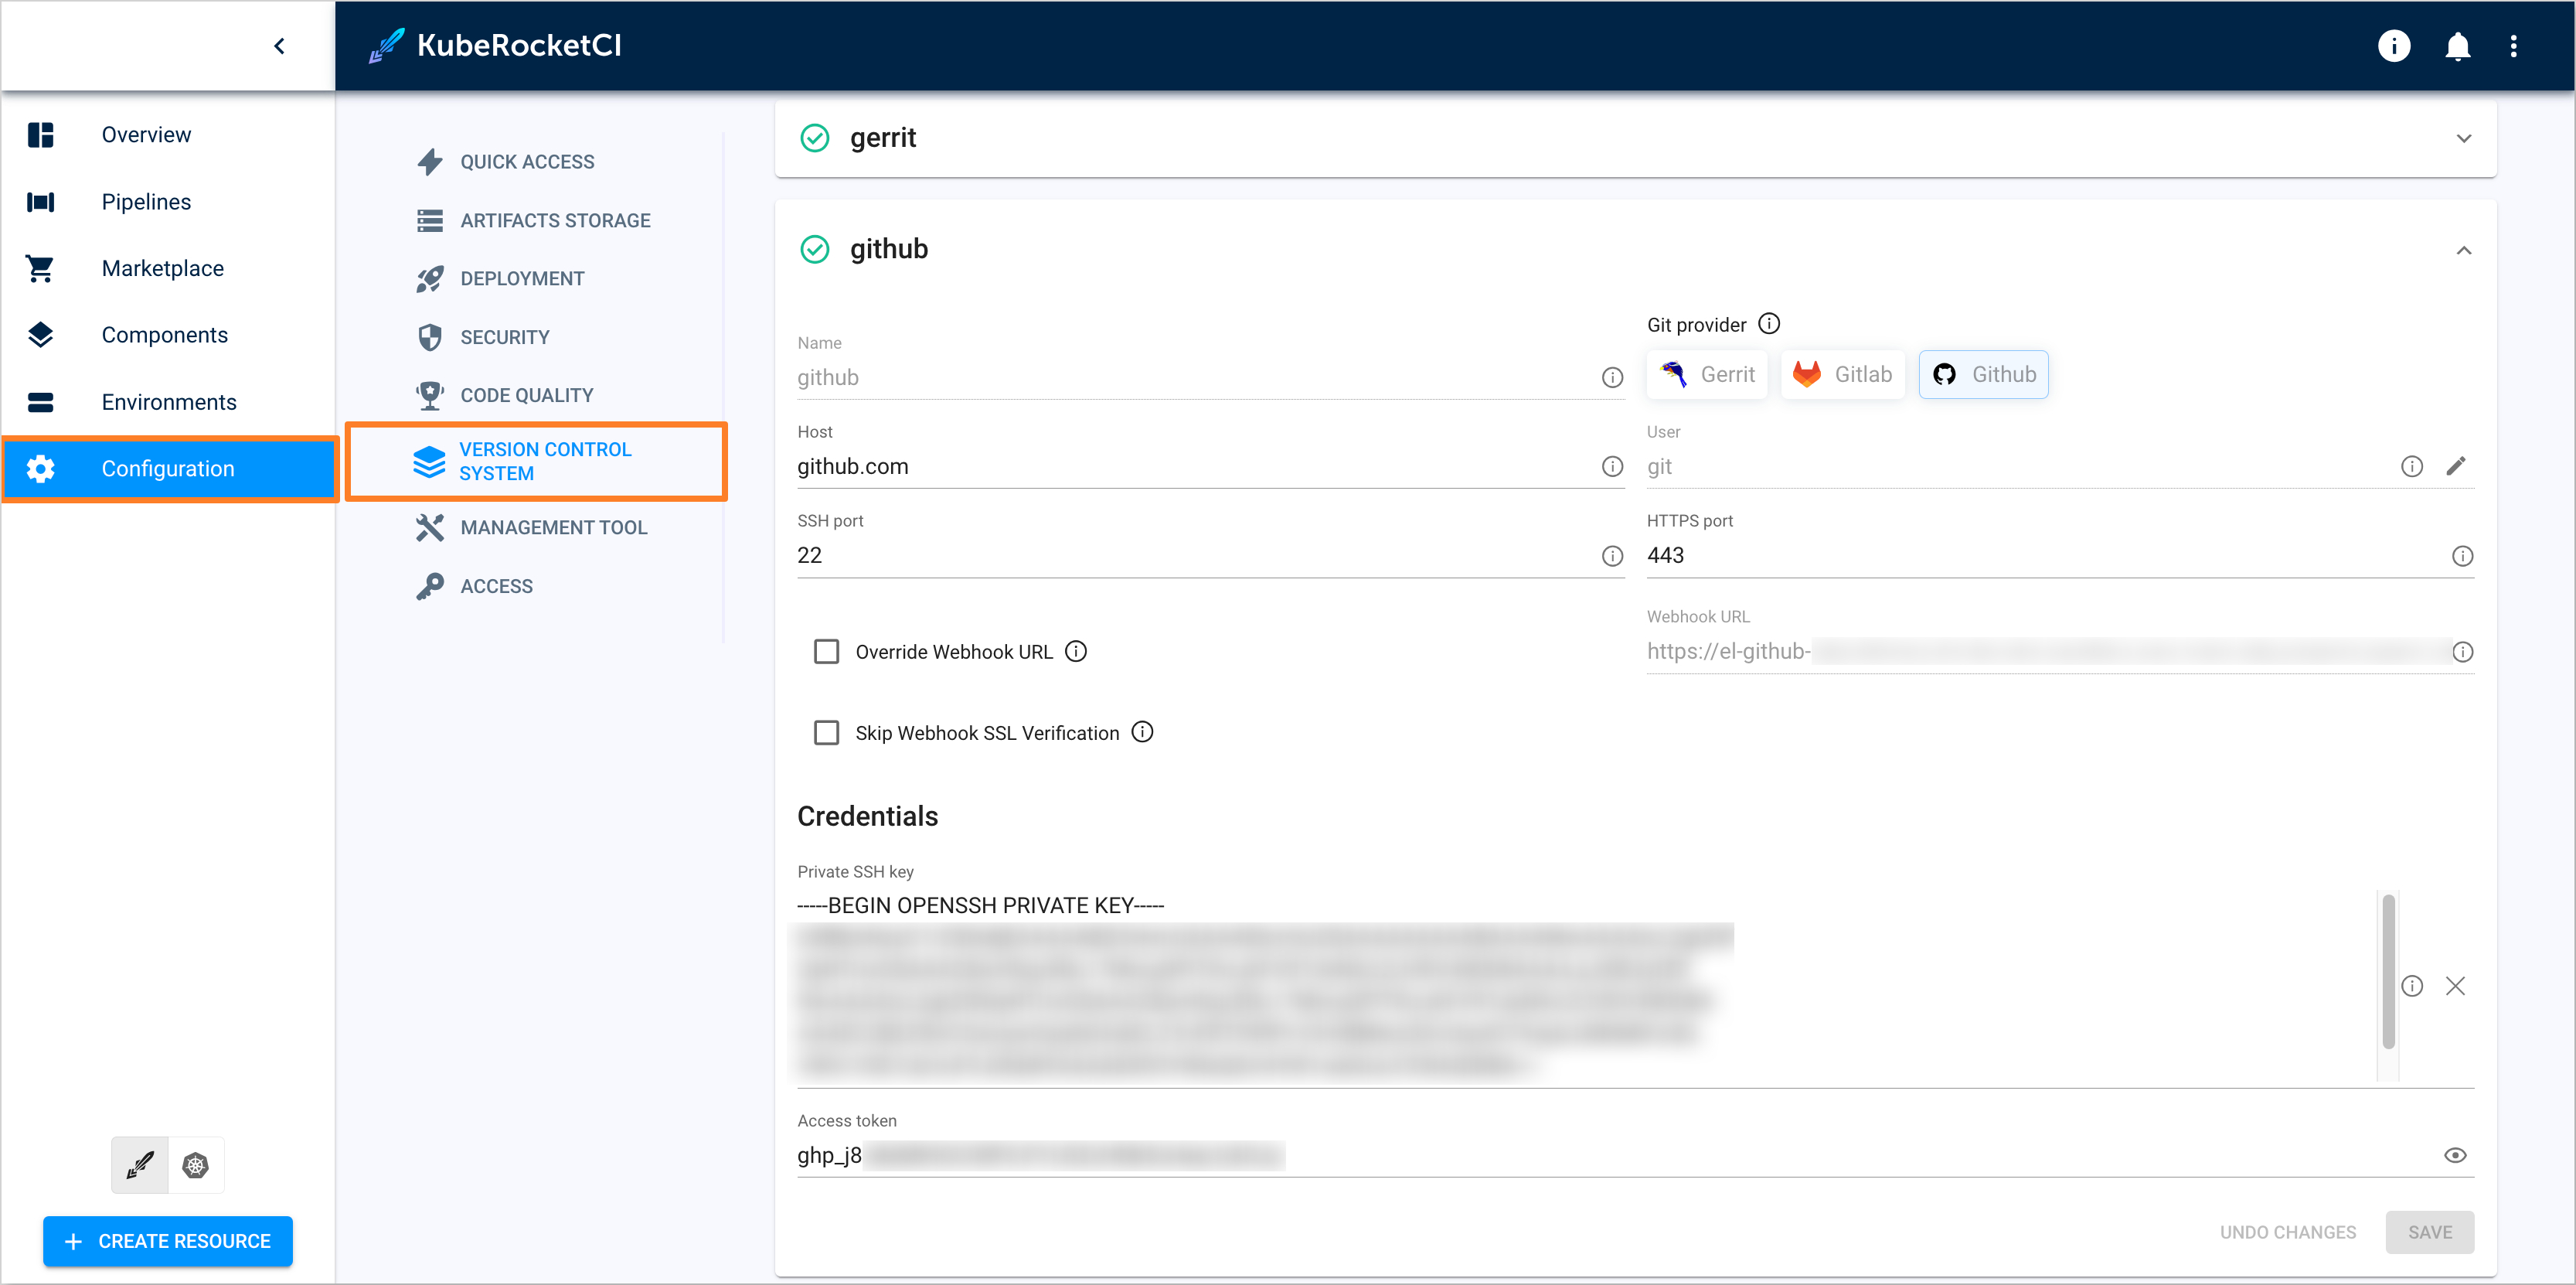 KubeRocketCI
Overview
Pipelines
Marketplace
Components
Environments
Configuration
CREATE RESOURCE
QUICK ACCESS
ARTIFACTS STORAGE
DEPLOYMENT
SECURITY
CODE QUALITY
VERSION CONTROL
SYSTEM
MANAGEMENT TOOL
ACCESS
gerrit
github
Name
github
Git provider
Gerrit
Gitlab
Github
Host
github.com
User
git
SSH port
22
HTTPS port
443
Override Webhook URL
Webhook URL
https://el-github-
Skip Webhook SSL Verification
Credentials
Private SSH key
-----BEGIN OPENSSH PRIVATE KEY-----
Access token
ghp_j8
UNDO CHANGES
SAVE